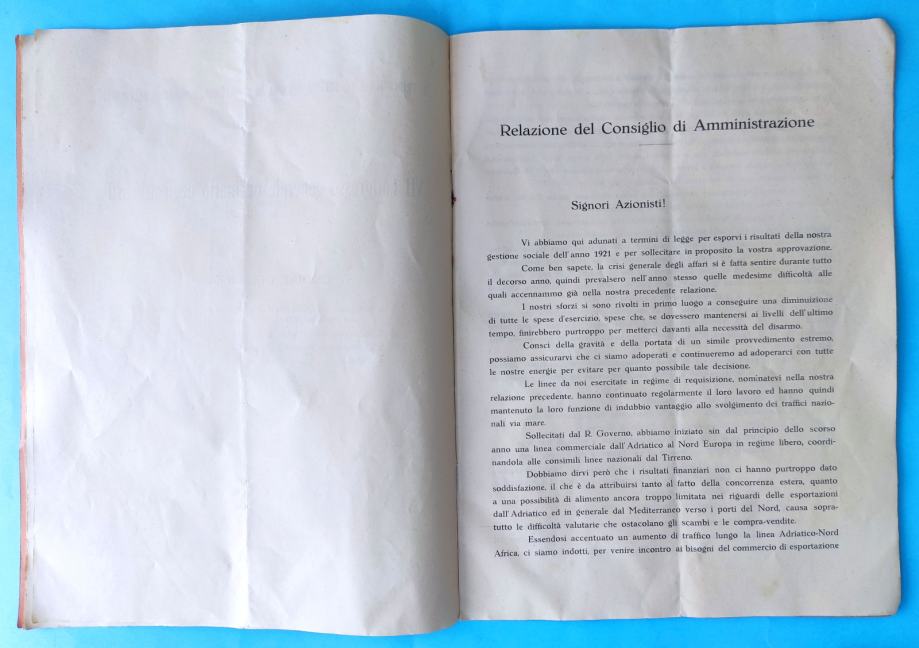 Relazione del Consiglio di Amministrazione
Signori Azionisti!
Vi abbiamo qui adunati a termini di legge per esporvi i risultati della nostra
gestione sociale dell'anno 1921 e per sollecitare in proposito la vostra approvazione.
Come ben sapete, la crisi generale degli affari si è fatta sentire durante tutto
il decorso anno, quindi prevalsero nell'anno stesso quelle medesime difficoltà alle
quali accennammo già nella nostra precedente relazione.
I nostri sforzi si sono rivolti in primo luogo a conseguire una diminuizione
di tutte le spese d'esercizio, spese che, se dovessero mantenersi ai livelli dell'ultimo
tempo, finirebbero purtroppo per metterci davanti alla necessità del disarmo.
Consci della gravità e della portata di un simile provvedimento estremo,
possiamo assicurarvi che ci siamo adoperati e continueremo ad adoperarci con tutte
le nostre energie per evitare per quanto possibile tale decisione.
Le linee da noi esercitate in regime di requisizione, nominatevi nella nostra
relazione precedente, hanno continuato regolarmente il loro lavoro ed hanno quindi
mantenuto la loro funzione di indubbio vantaggio allo svolgimento dei traffici nazio-
nali via mare.
Sollecitati dal R. Governo, abbiamo iniziato sin dal principio dello scorso
anno una linea commerciale dall'Adriatico al Nord Europa in regime libero, coordi-
nandola alle consimili linee nazionali dal Tirreno.
Dobbiamo dirvi però che i risultati finanziari non ci hanno purtroppo dato
soddisfazione, il che è da attribuirsi tanto al fatto della concorrenza estera, quanto
a una possibilità di alimento ancora troppo limitata nei riguardi delle esportazioni
dall'Adriatico ed in generale dal Mediterraneo verso i porti del Nord, causa sopra-
tutto le difficoltà valutarie che ostacolano gli scambi e le compra-vendite.
Essendosi accentuato un aumento di traffico lungo la linea Adriatico-Nord
Africa, ci siamo indotti, per venire incontro ai bisogni del commercio di esportazione